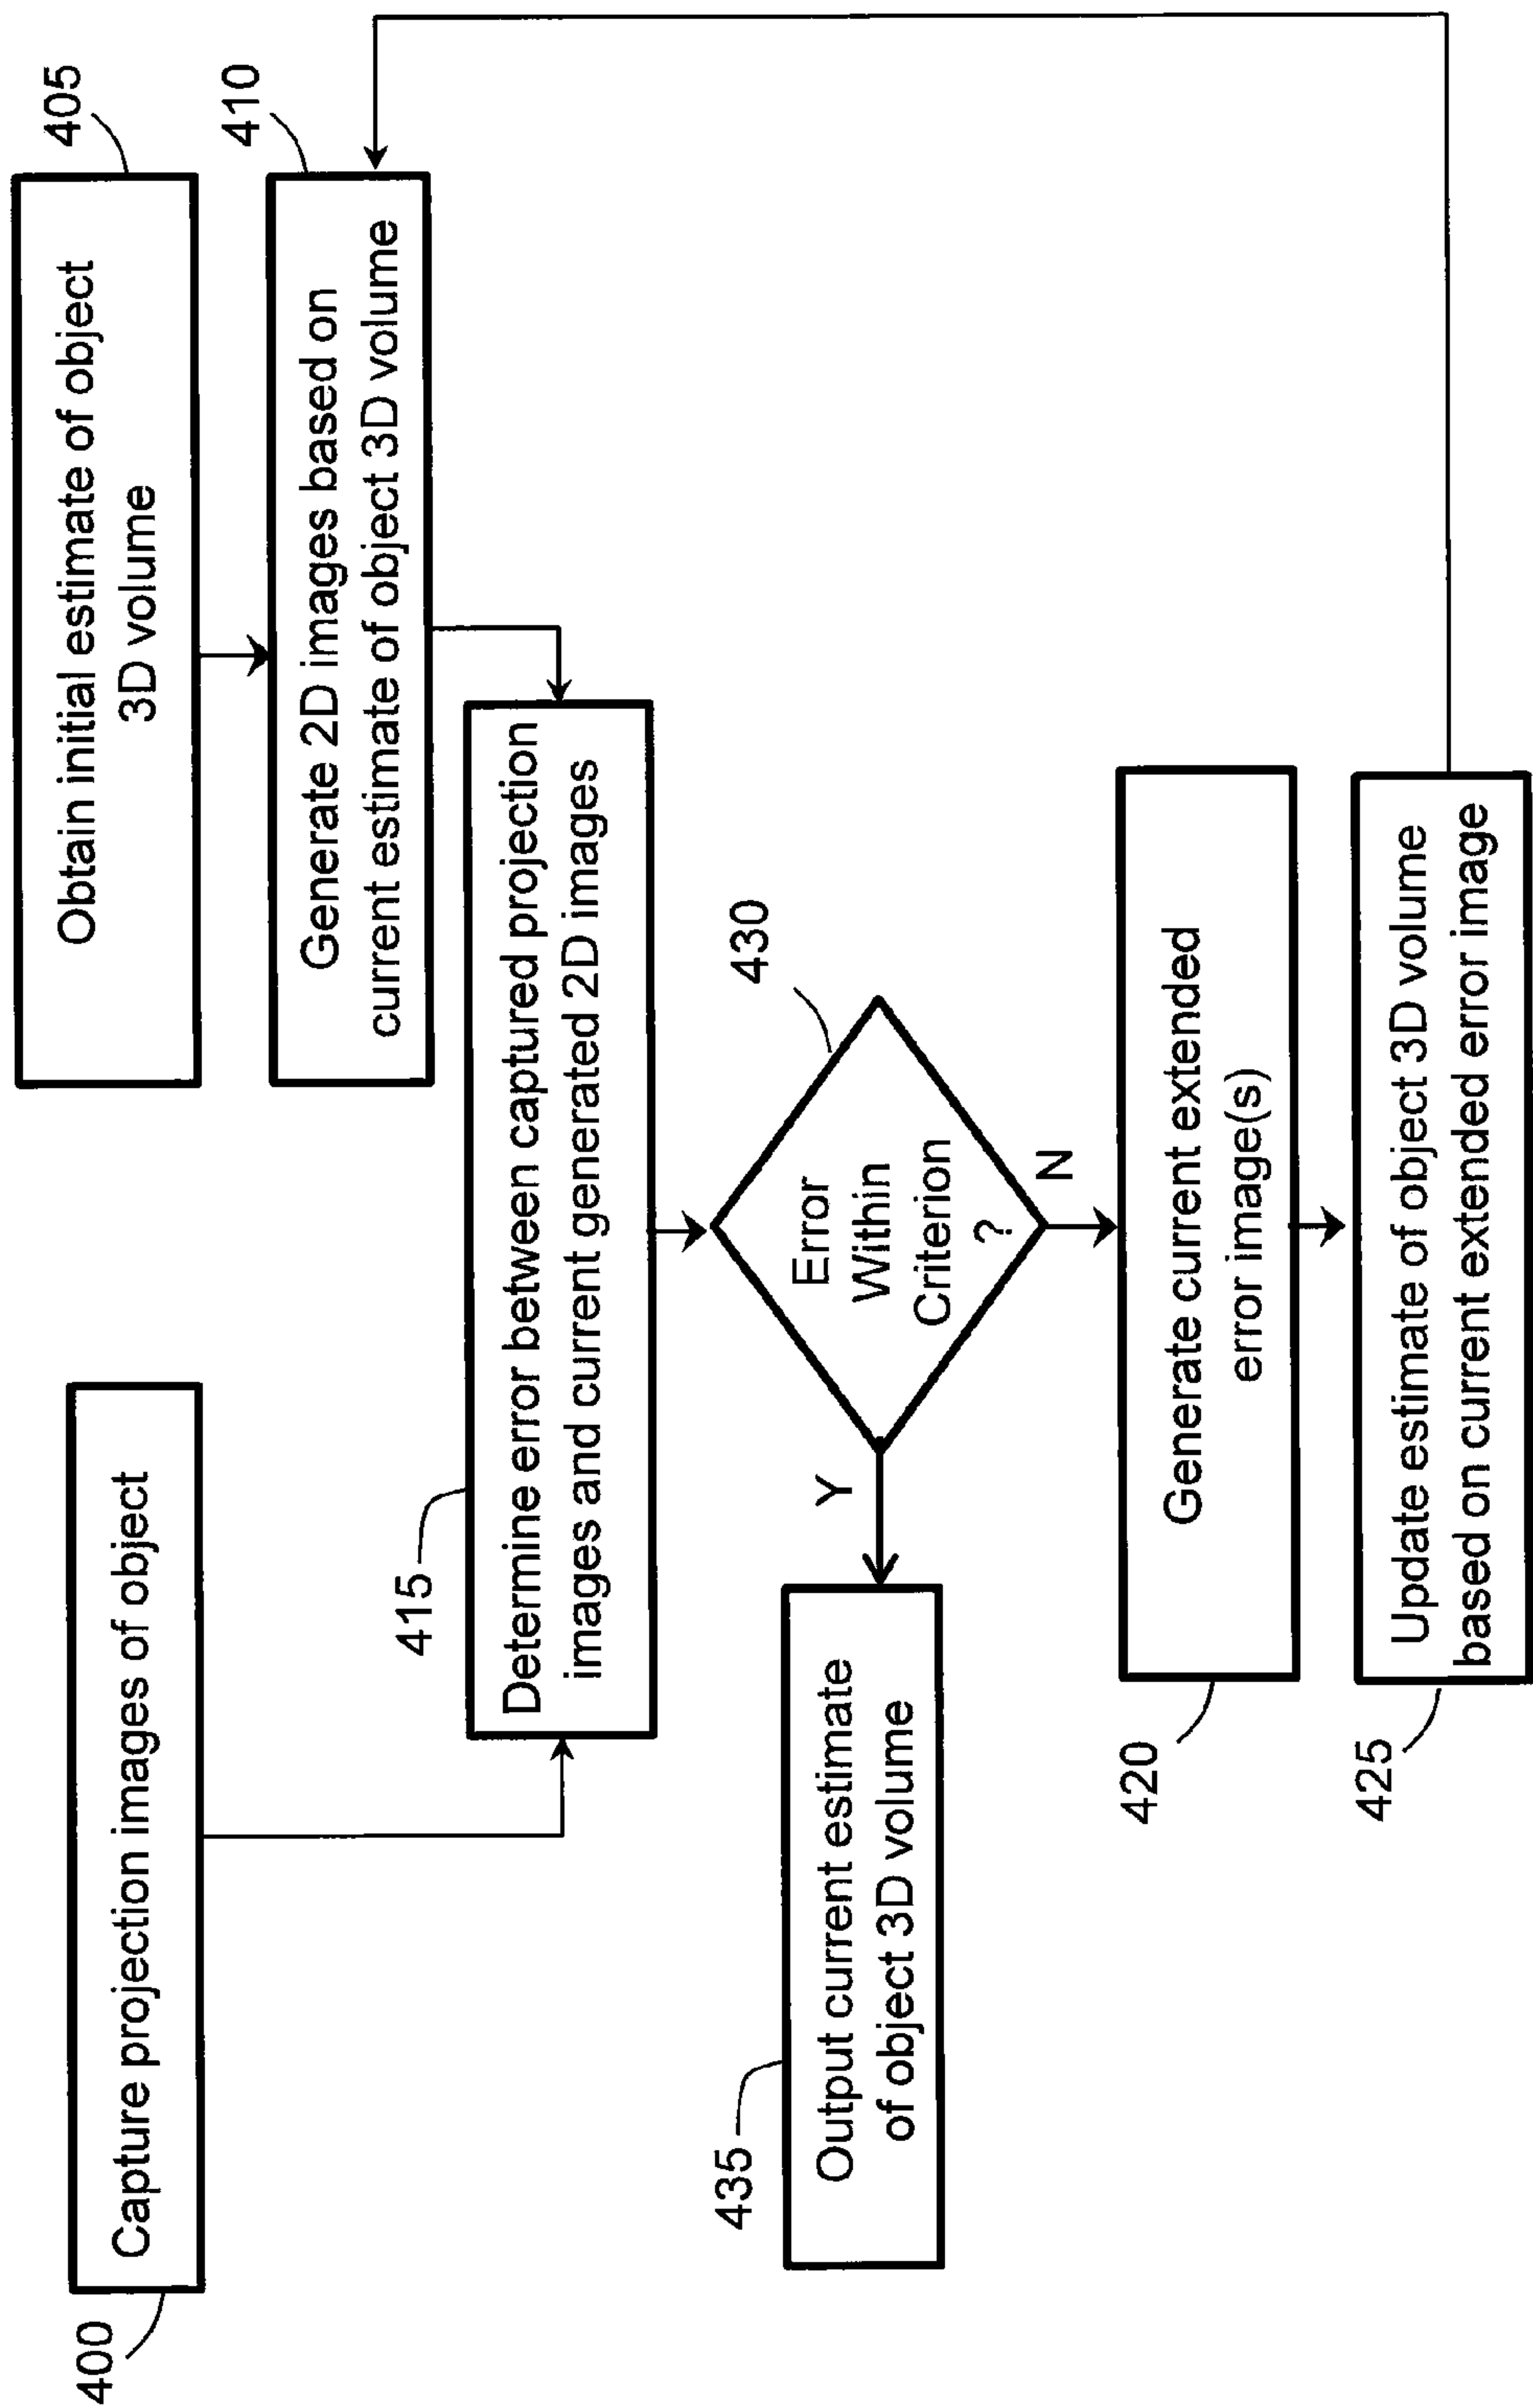 400
Capture projection images of object
405
Obtain initial estimate of object
3D volume
410
Generate 2D images based on
current estimate of object 3D volume
415
Determine error between captured projection
images and current generated 2D images
430
Error
Within
Criterion
?
Y
N
435
Output current estimate
of object 3D volume
420
Generate current extended
error image(s)
425
Update estimate of object 3D volume
based on current extended error image